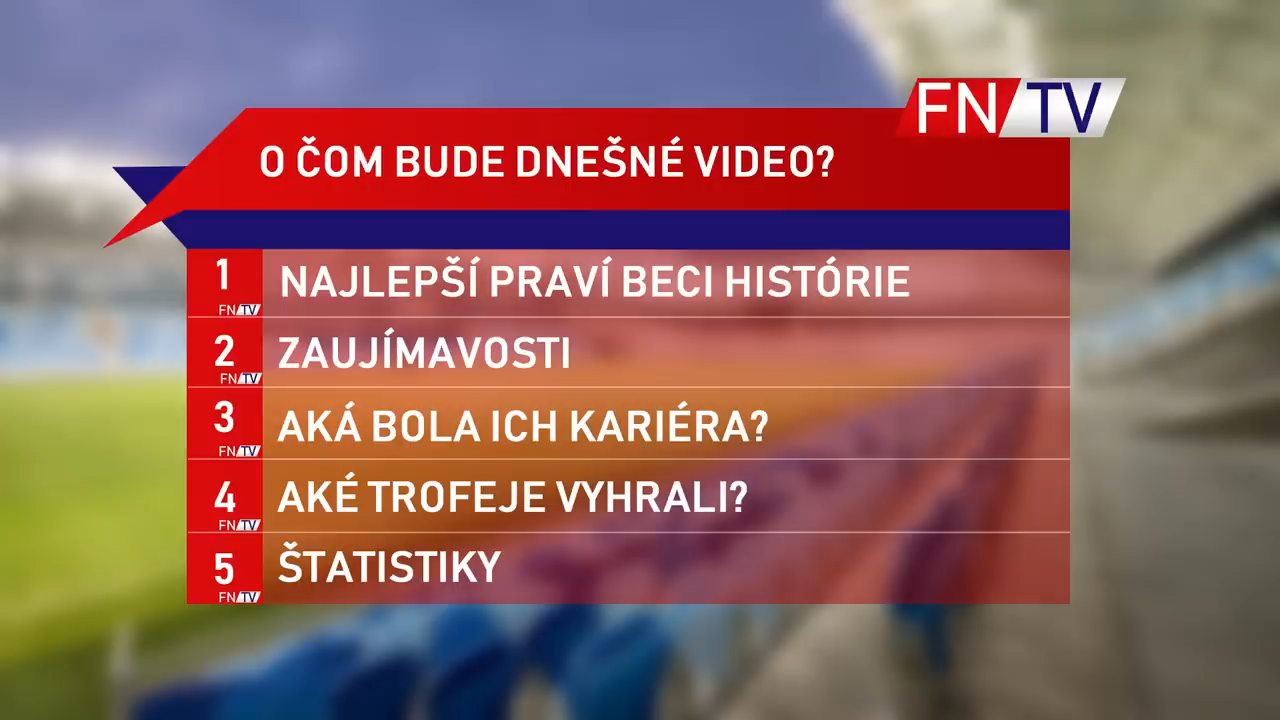 FN/TV
O ČOM BUDE DNEŠNÉ VIDEO?
1 NAJLEPŠÍ PRAVÍ BECI HISTÓRIE
FN/TV
2 ZAUJÍMAVOSTI
FN/TV
3 AKÁ BOLA ICH KARIÉRA?
FN/TV
4 AKÉ TROFEJE VYHRALI?
FN/TV
5 ŠTATISTIKY
FN/TV